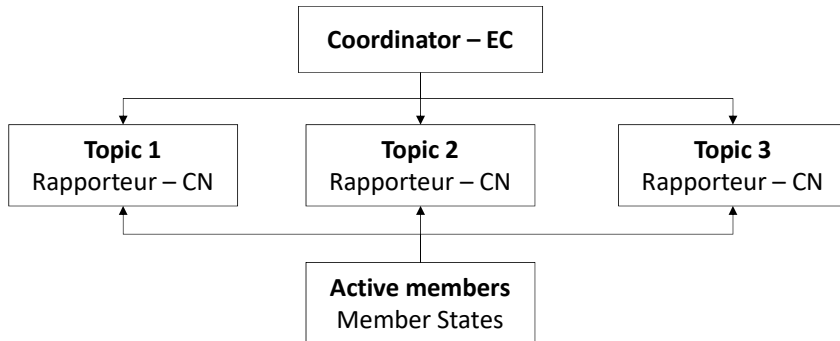 Coordinator – EC
Topic 1
Rapporteur – CN
Topic 2
Rapporteur – CN
Topic 3
Rapporteur – CN
Active members
Member States